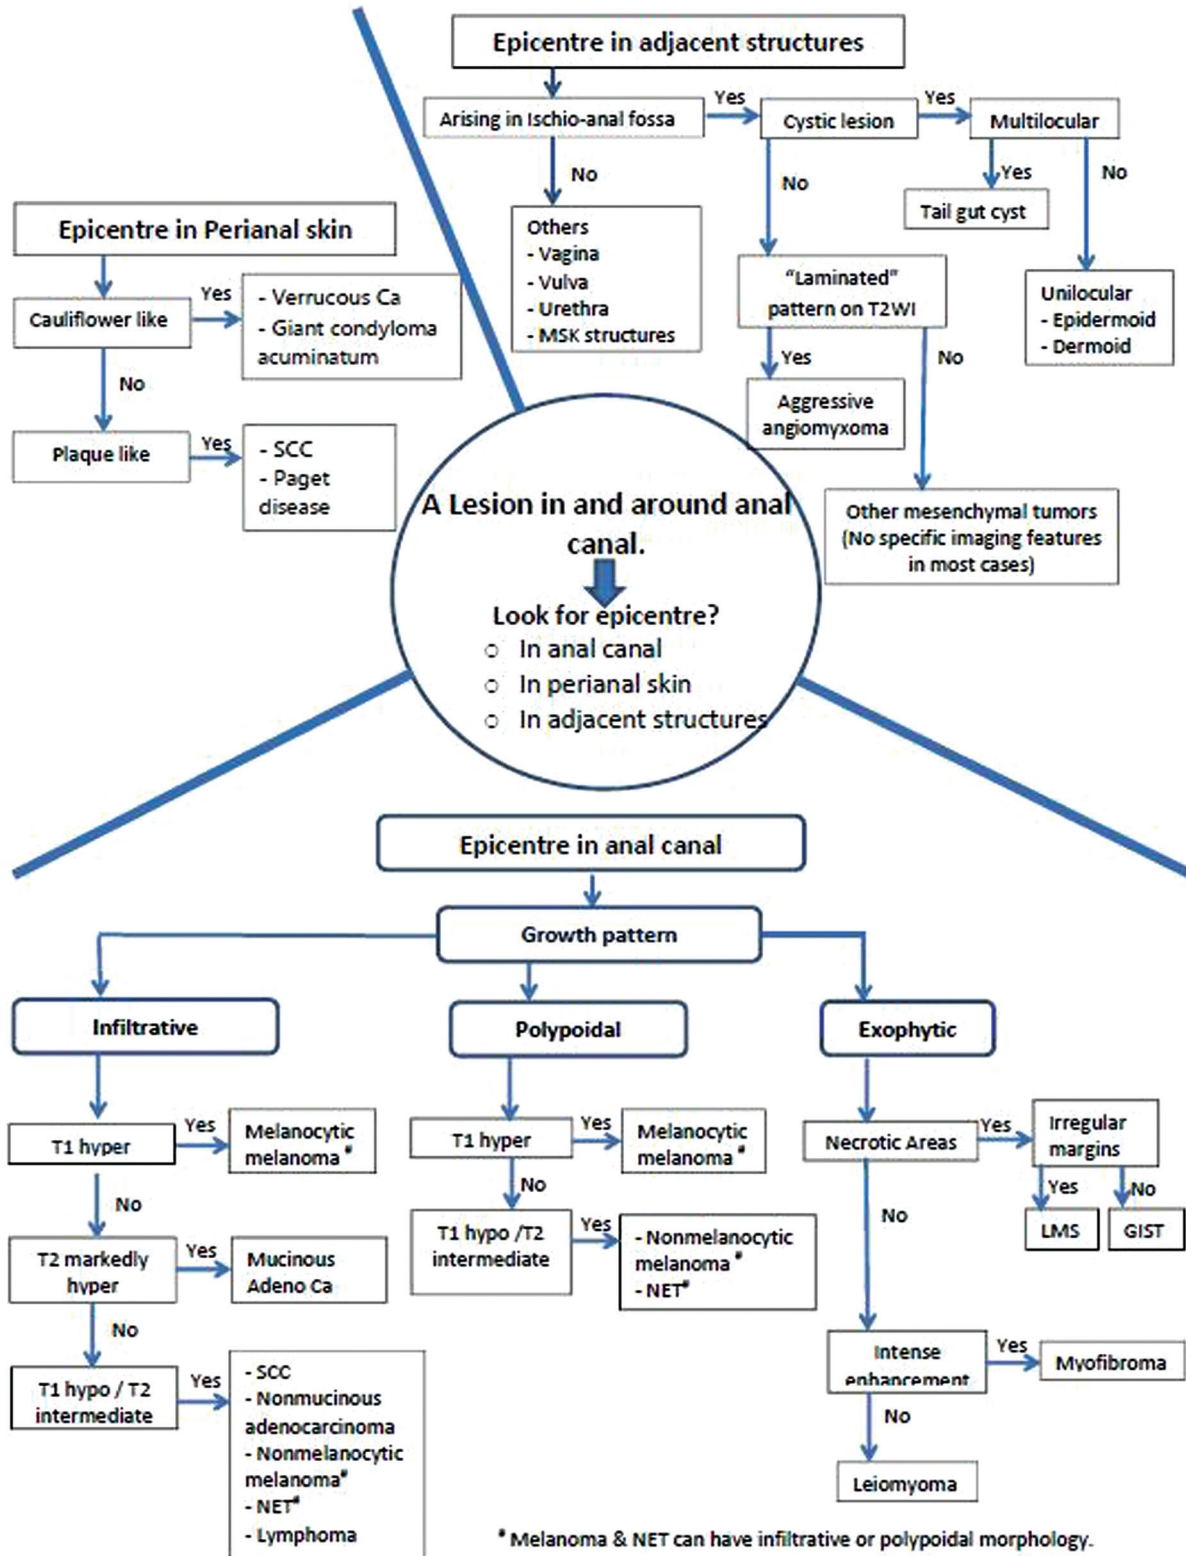 Epicentre in adjacent structures
Arising in Ischio-anal fossa
Yes
Cystic lesion
Yes
Multilocular
No
No
Yes
No
Tail gut cyst
Others
- Vagina
- Vulva
- Urethra
- MSK structures
"Laminated"
pattern on T2WI
Unilocular
- Epidermoid
- Dermoid
Yes
No
Aggressive
angiomyxoma
Other mesenchymal tumors
(No specific imaging features
in most cases)
Epicentre in Perianal skin
Cauliflower like
Yes
- Verrucous Ca
- Giant condyloma
acuminatum
No
Plaque like
Yes
- SCC
- Paget
disease
A Lesion in and around anal
canal.
Look for epicentre?
o In anal canal
o In perianal skin
o In adjacent structures
Epicentre in anal canal
Growth pattern
Infiltrative
Polypoidal
Exophytic
T1 hyper
Yes
Melanocytic
melanoma#
No
T2 markedly
hyper
Yes
Mucinous
Adeno Ca
No
T1 hypo / T2
intermediate
Yes
- SCC
- Nonmucinous
adenocarcinoma
- Nonmelanocytic
melanoma#
- NET#
- Lymphoma
T1 hyper
Yes
Melanocytic
melanoma#
No
T1 hypo /T2
intermediate
Yes
- Nonmelanocytic
melanoma#
- NET#
Necrotic Areas
Yes
Irregular
margins
Yes
No
LMS
GIST
No
Intense
enhancement
Yes
Myofibroma
No
Leiomyoma
# Melanoma & NET can have infiltrative or polypoidal morphology.